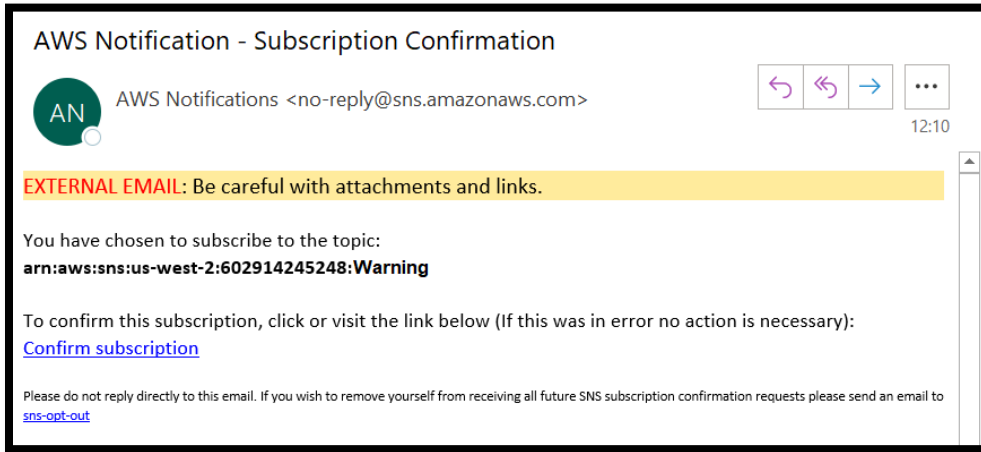 AWS Notification - Subscription Confirmation
AN
AWS Notifications <no-reply@sns.amazonaws.com>
12:10
EXTERNAL EMAIL: Be careful with attachments and links.
You have chosen to subscribe to the topic:
arn:aws:sns:us-west-2:602914245248:Warning
To confirm this subscription, click or visit the link below (If this was in error no action is necessary):
Confirm subscription
Please do not reply directly to this email. If you wish to remove yourself from receiving all future SNS subscription confirmation requests please send an email to
sns-opt-out